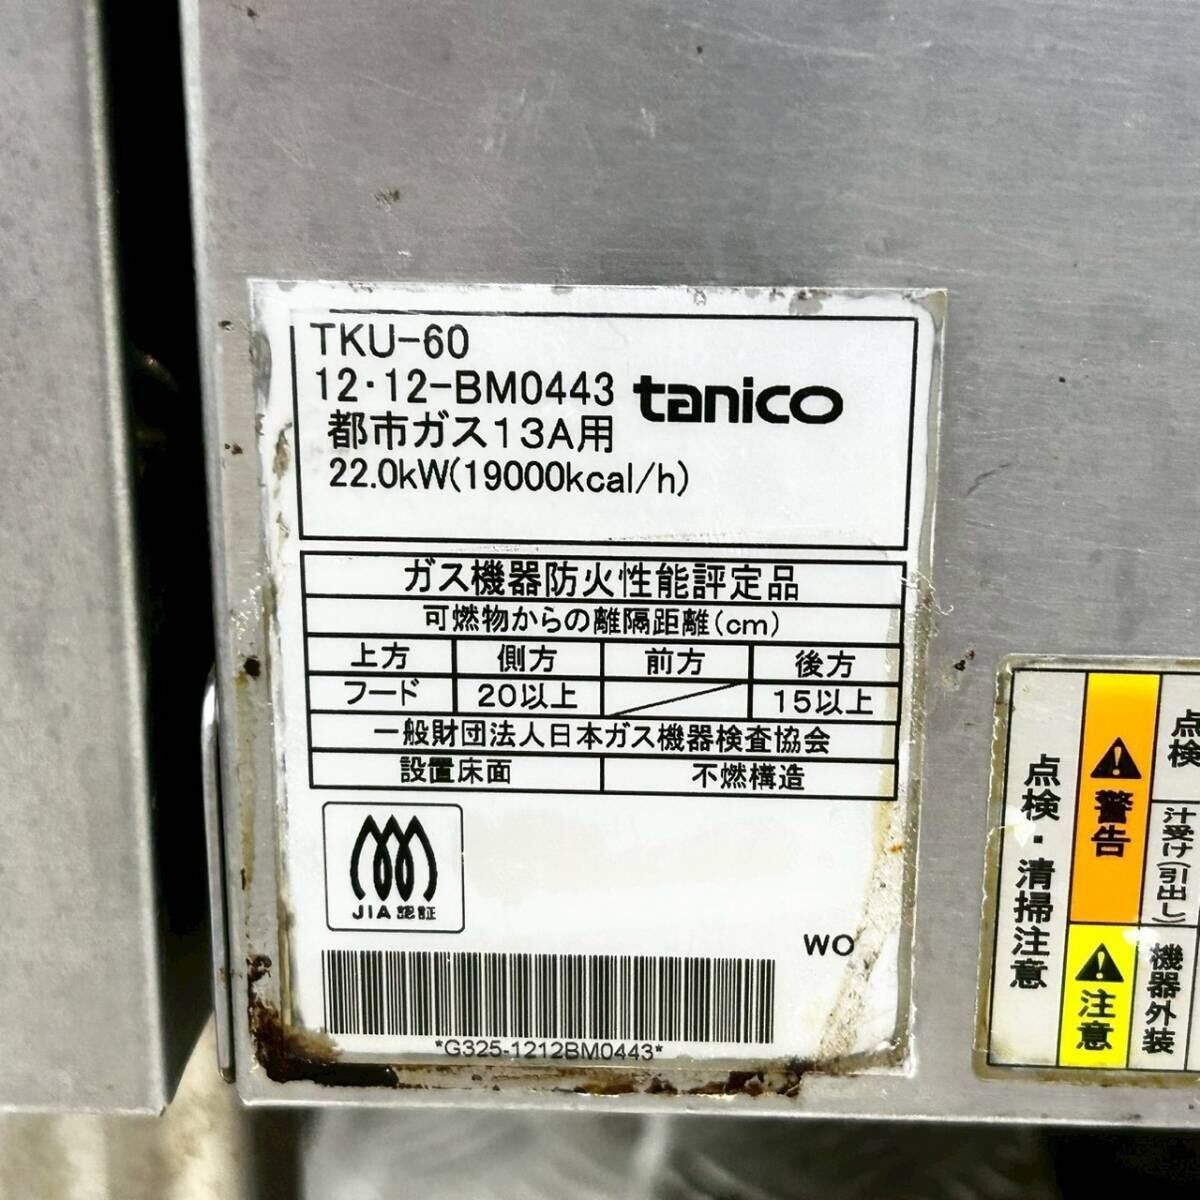 TKU-60
12・12-BM0443
tanico
都市ガス13A用
22.0kW(19000kcal/h)
ガス機器防火性能評定品
可燃物からの離隔距離(cm)
上方 側方 前方 後方
フード 20以上 15以上
一般財団法人日本ガス機器検査協会
設置床面 不燃構造
JIA認証
WO
*G325-1212BM0443*
点検・清掃注意
警告
注意
点検
汁受け(引出し)
機器外装